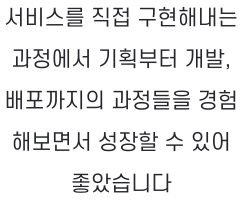 서비스를 직접 구현해내는
과정에서 기획부터 개발,
배포까지의 과정들을 경험
해보면서 성장할 수 있어
좋았습니다